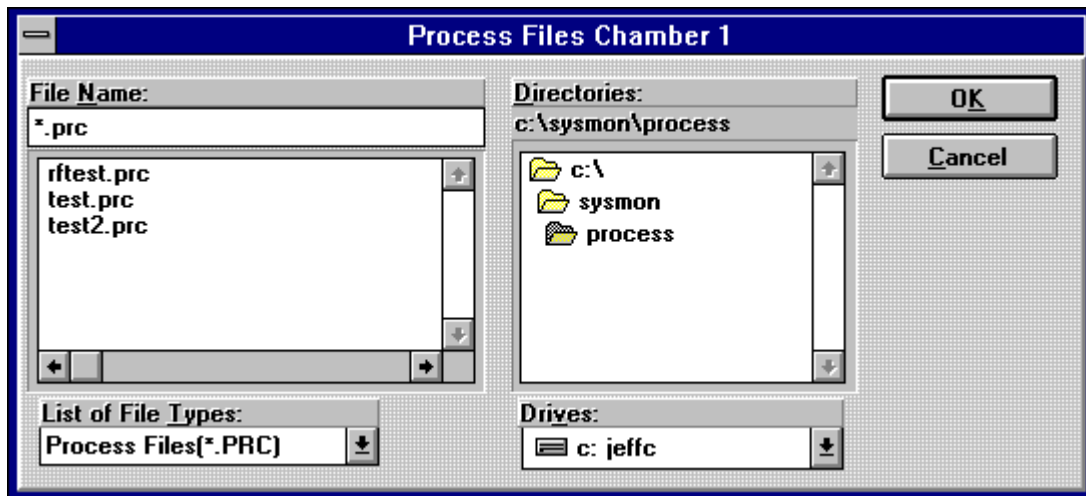 Process Files Chamber 1
File Name:
*.prc
rftest.prc
test.prc
test2.prc
List of File Types:
Process Files(*.PRC)
Directories:
c:\sysmon\process
c:\
sysmon
process
Drives:
c: jeffc
OK
Cancel